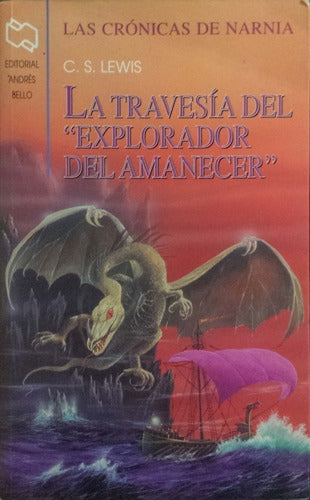 LAS CRÓNICAS DE NARNIA
EDITORIAL
ANDRÉS
BELLO
C. S. LEWIS
LA TRAVESÍA DEL
“EXPLORADOR
DEL AMANECER”